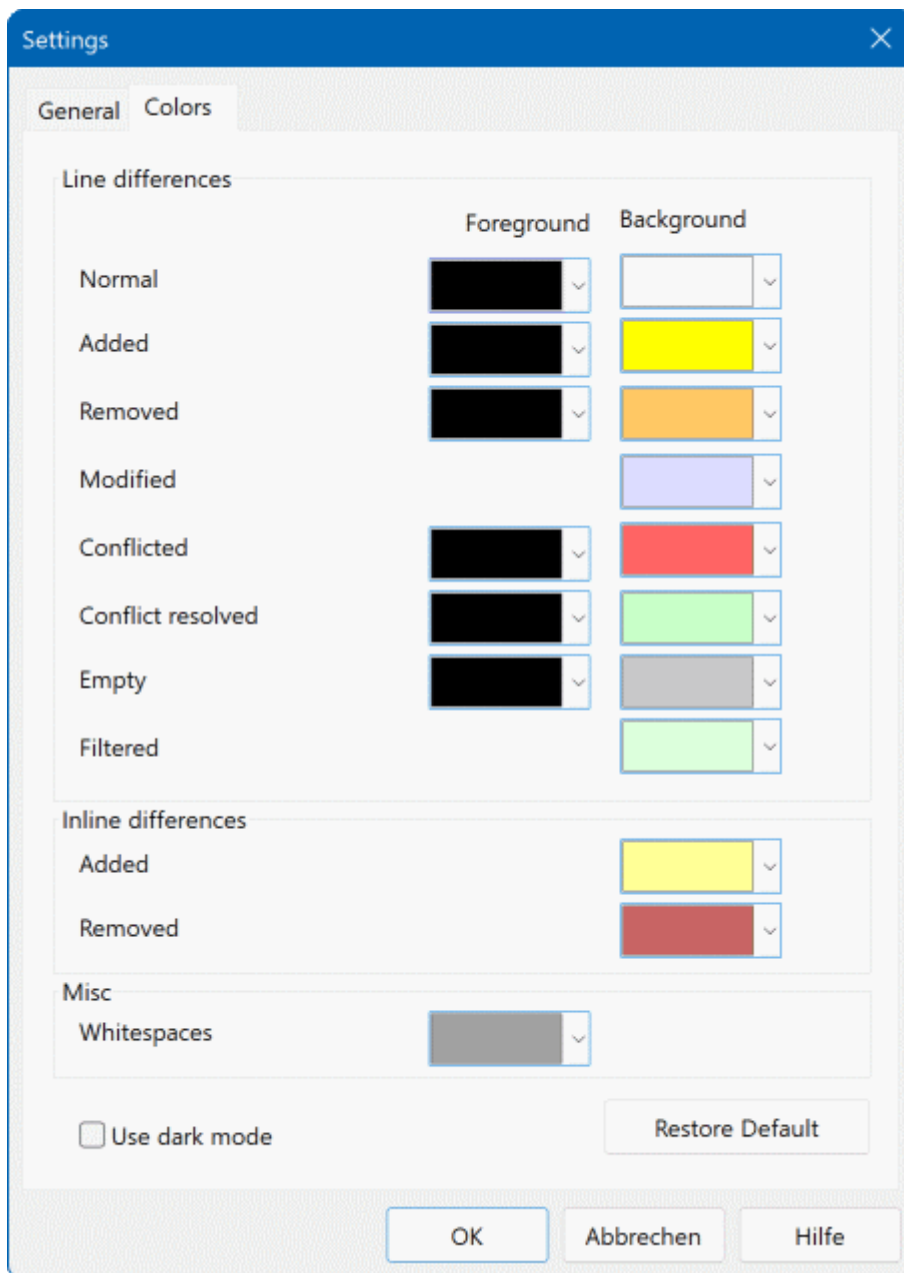 Settings
General Colors
Line differences
Foreground Background
Normal
Added
Removed
Modified
Conflicted
Conflict resolved
Empty
Filtered
Inline differences
Added
Removed
Misc
Whitespaces
Use dark mode Restore Default
OK Abbrechen Hilfe